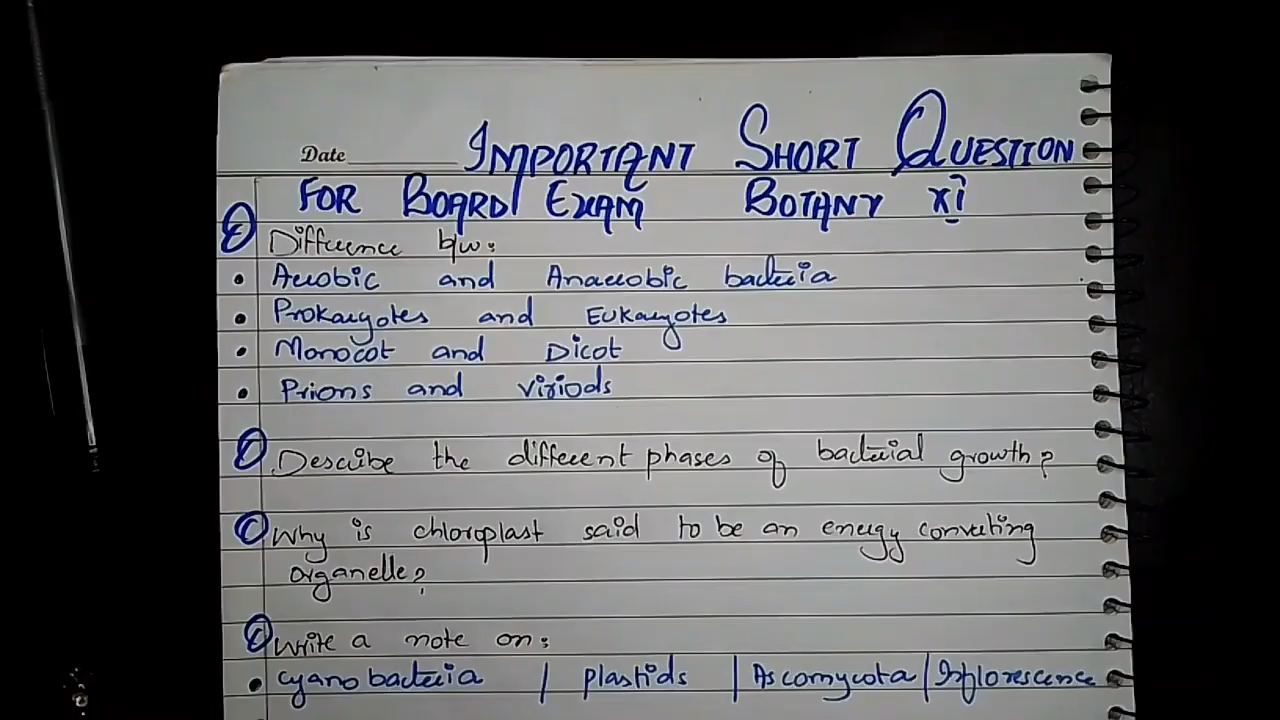 Date IMPORTANT SHORT QUESTION
FOR BOARD EXAM BOTANY XI
Q Difference b/w:
• Aerobic and Anaerobic bacteria
• Prokaryotes and Eukaryotes
• Monocot and Dicot
• Prions and Viriods
Q Describe the different phases of bacterial growth?
Q Why is chloroplast said to be an energy converting
organelle?
Q Write a note on:
• Cyanobacteria | plastids | Ascomycota | Inflorescence